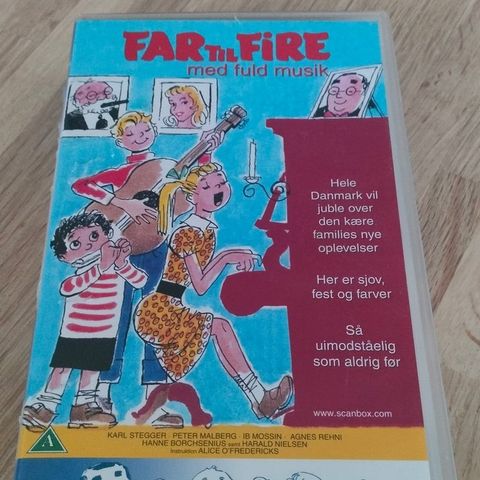 FAR TIL FiRE
med fuld musik
Hele
Danmark vil
juble over
den kære
families nye
oplevelser
Her er sjov,
fest og farver
Så
uimodståelig
som aldrig før
www.scanbox.com
A
KARL STEGGER · PETER MALBERG · IB MOSSIN · AGNES REHNI
HANNE BORCHSENIUS samt HARALD NIELSEN
Instruktion ALICE O'FREDERICKS